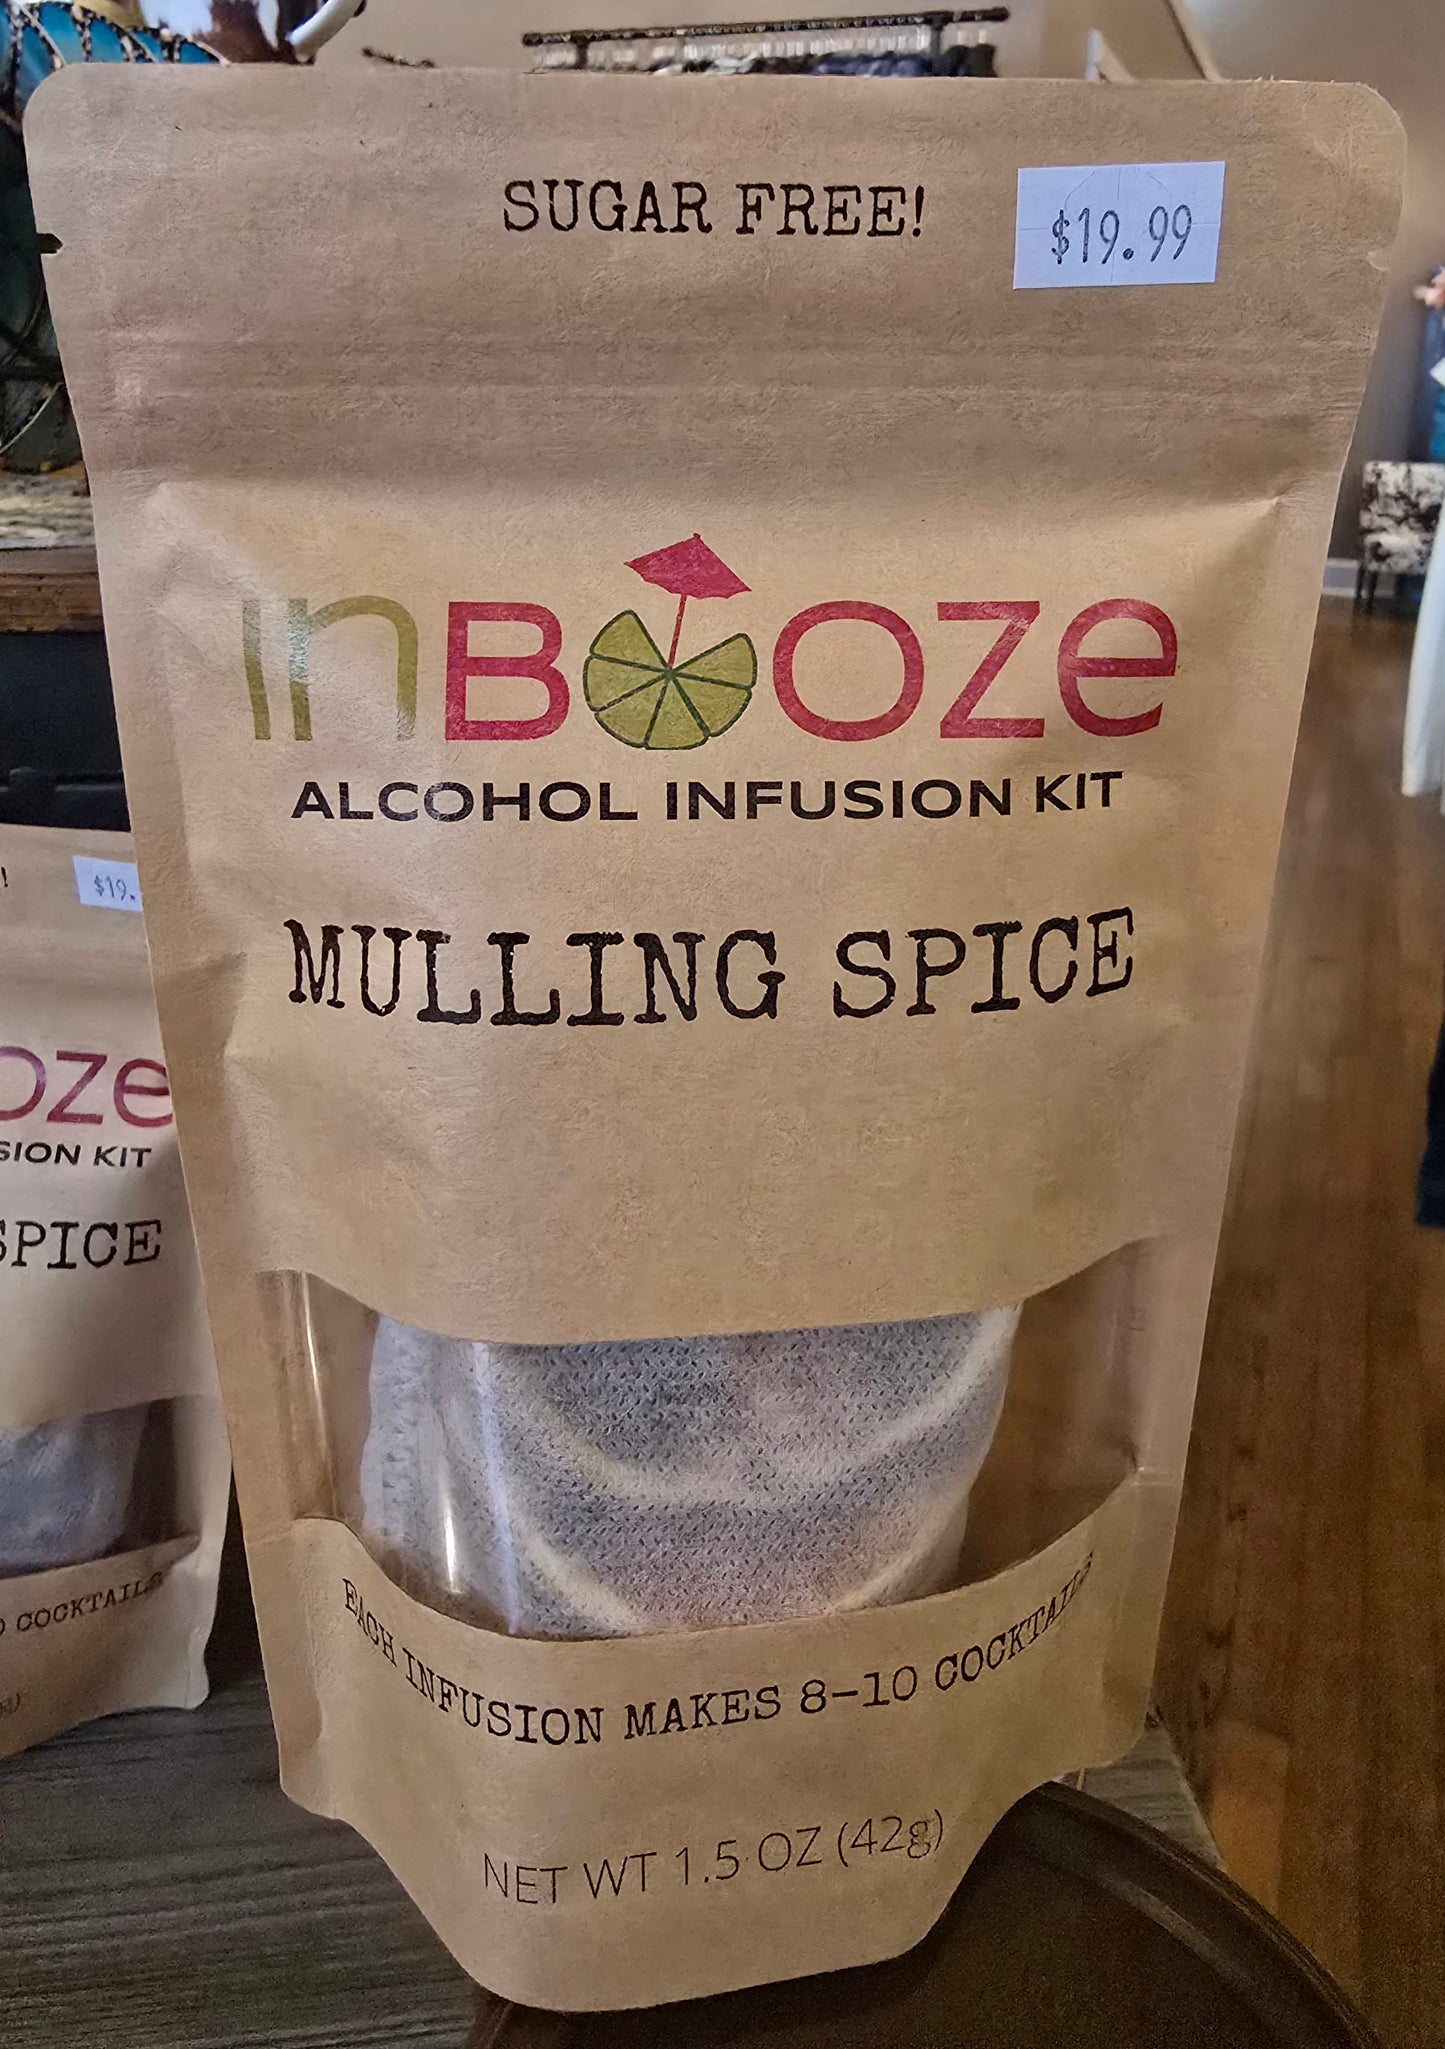 SUGAR FREE!
$19.99
inBOOZE
ALCOHOL INFUSION KIT
MULLING SPICE
EACH INFUSION MAKES 8-10 COCKTAILS
NET WT 1.5 OZ (42g)
!
$19.
OZE
SION KIT
SPICE
COCKTAILS